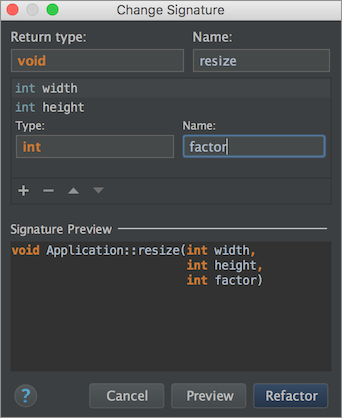 Change Signature
Return type: Name:
void resize
int width
int height
Type: Name:
int factor
Signature Preview
void Application::resize(int width,
int height,
int factor)
? Cancel Preview Refactor